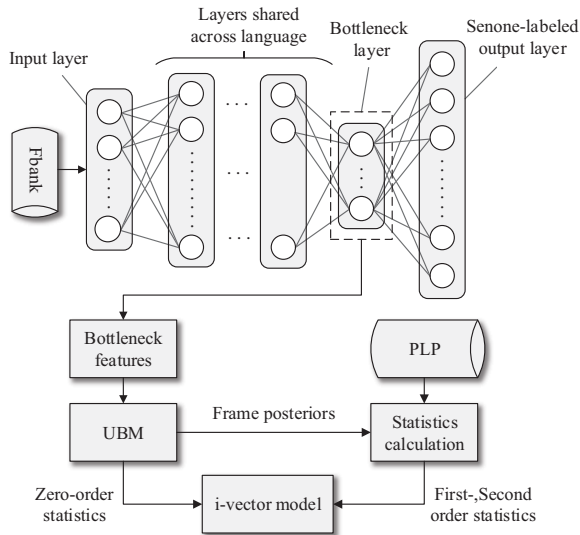 Layers shared
across language
Bottleneck
layer
Senone-labeled
output layer
Input layer
Fbank
Bottleneck
features
PLP
UBM
Frame posteriors
Statistics
calculation
Zero-order
statistics
i-vector model
First-,Second
order statistics